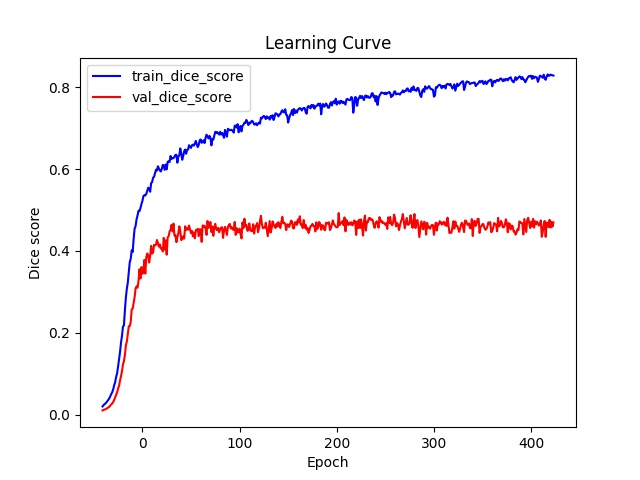 Learning Curve
train_dice_score
val_dice_score
Dice score
0.8
0.6
0.4
0.2
0.0
0 100 200 300 400
Epoch